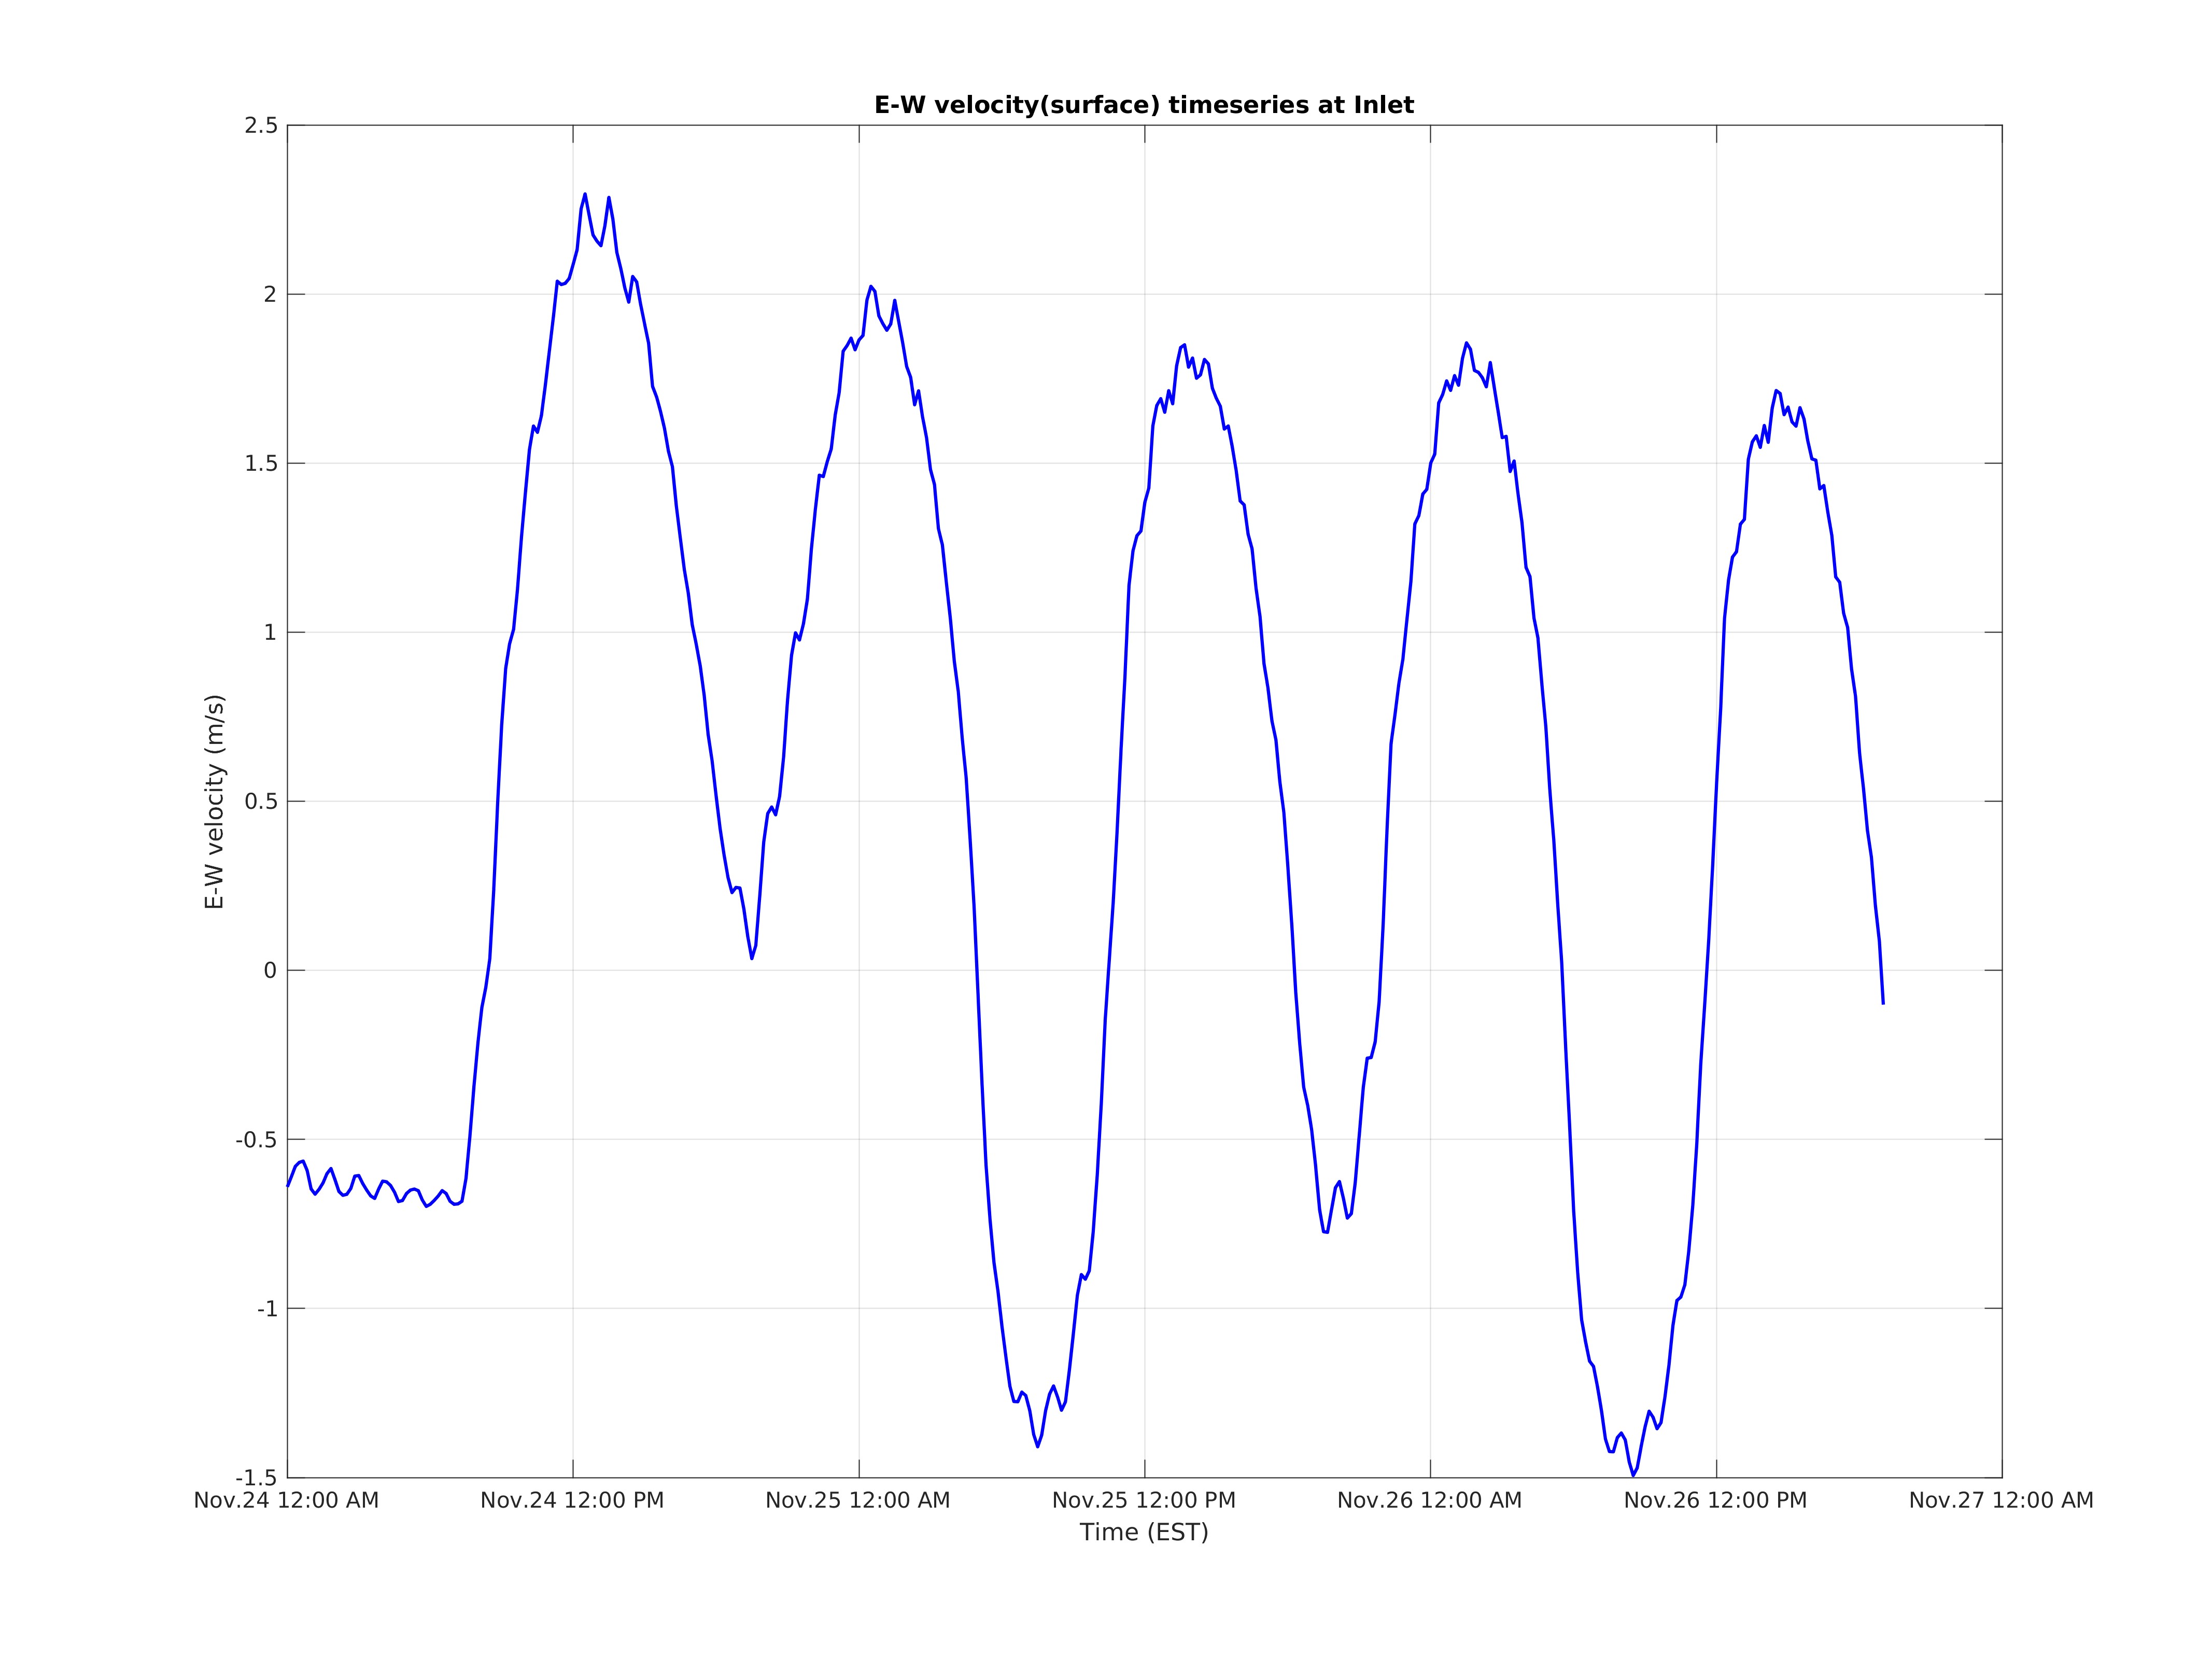 E-W velocity(surface) timeseries at Inlet
2.5
2
1.5
1
0.5
0
-0.5
-1
-1.5
E-W velocity (m/s)
Nov.24 12:00 AM Nov.24 12:00 PM Nov.25 12:00 AM Nov.25 12:00 PM Nov.26 12:00 AM Nov.26 12:00 PM Nov.27 12:00 AM
Time (EST)